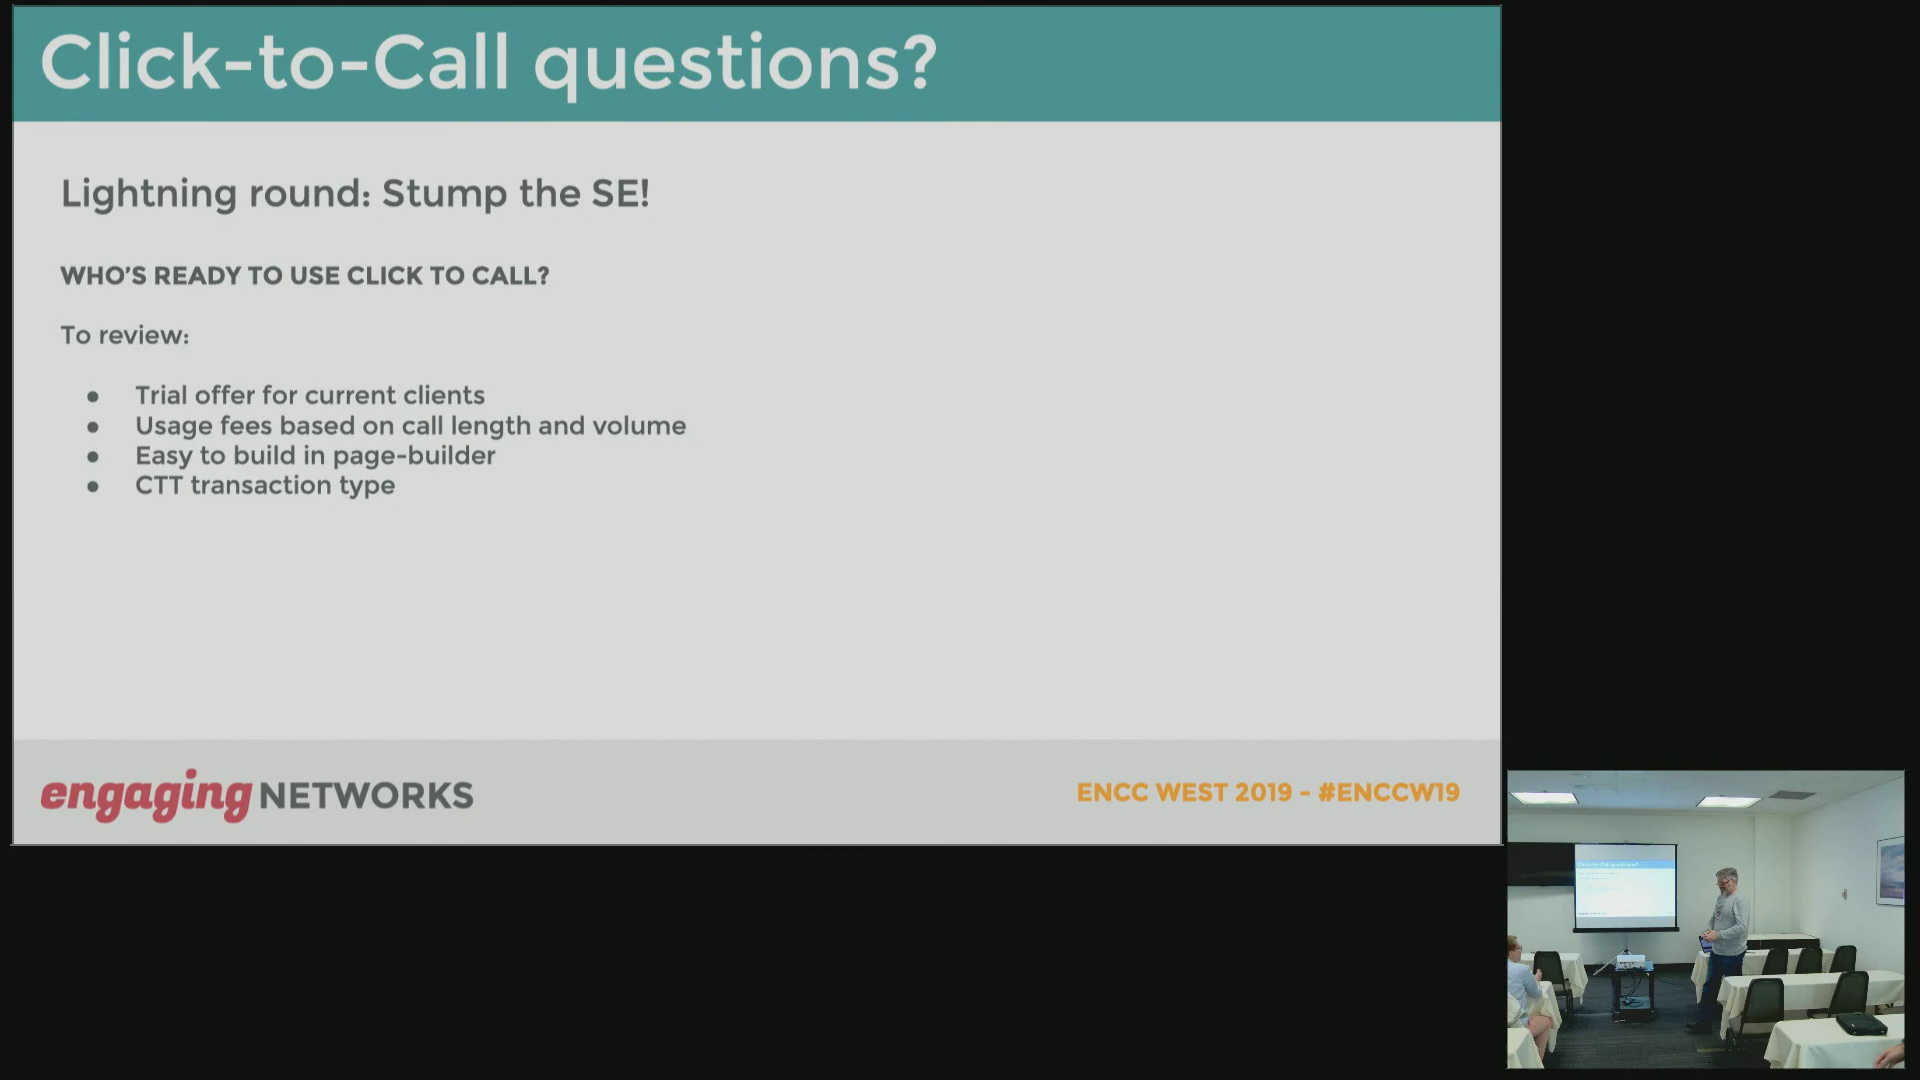 Click-to-Call questions?
Lightning round: Stump the SE!
WHO'S READY TO USE CLICK TO CALL?
To review:
● Trial offer for current clients
● Usage fees based on call length and volume
● Easy to build in page-builder
● CTT transaction type
engaging NETWORKS
ENCC WEST 2019 - #ENCCW19